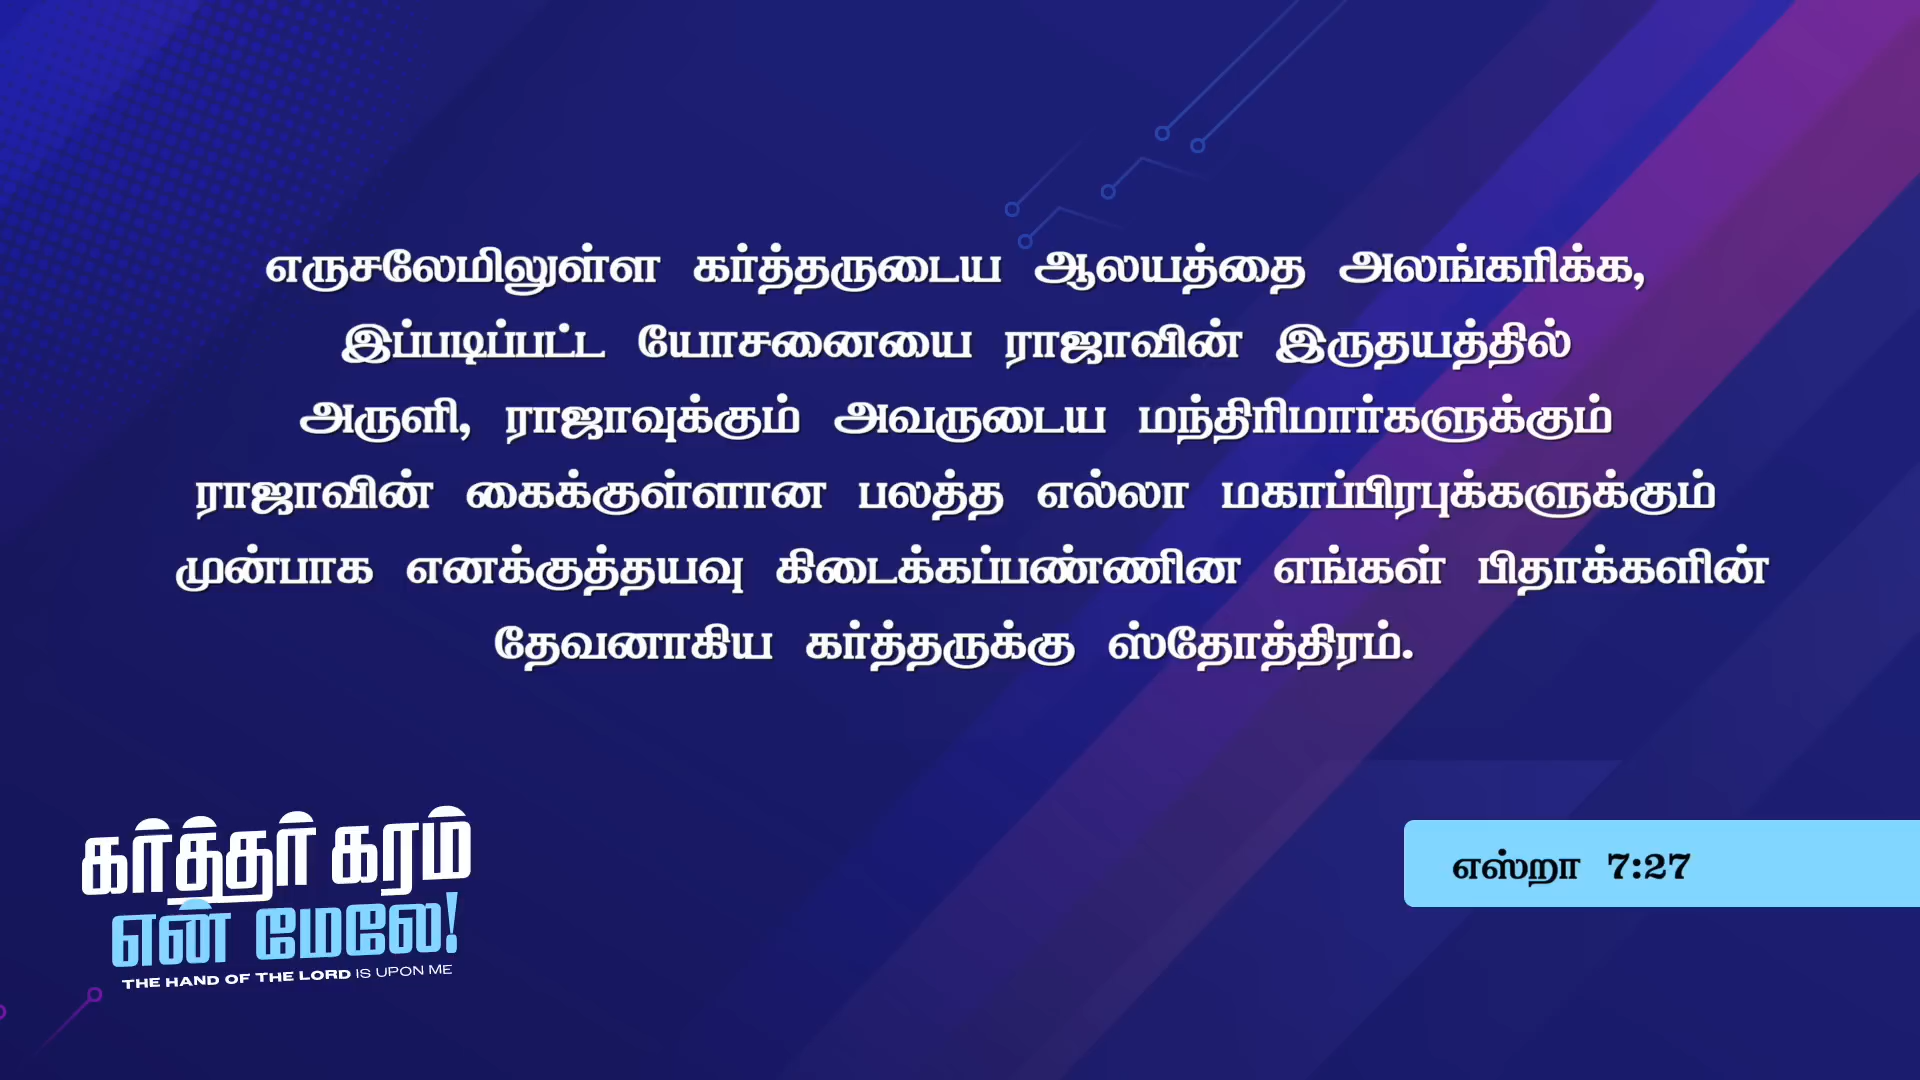 எருசலேமிலுள்ள கர்த்தருடைய ஆலயத்தை அலங்கரிக்க,
இப்படிப்பட்ட யோசனையை ராஜாவின் இருதயத்தில்
அருளி, ராஜாவுக்கும் அவருடைய மந்திரிமார்களுக்கும்
ராஜாவின் கைக்குள்ளான பலத்த எல்லா மகாப்பிரபுக்களுக்கும்
முன்பாக எனக்குத்தயவு கிடைக்கப்பண்ணின எங்கள் பிதாக்களின்
தேவனாகிய கர்த்தருக்கு ஸ்தோத்திரம்.
எஸ்றா 7:27
கர்த்தர் கரம்
என் மேலே!
THE HAND OF THE LORD IS UPON ME